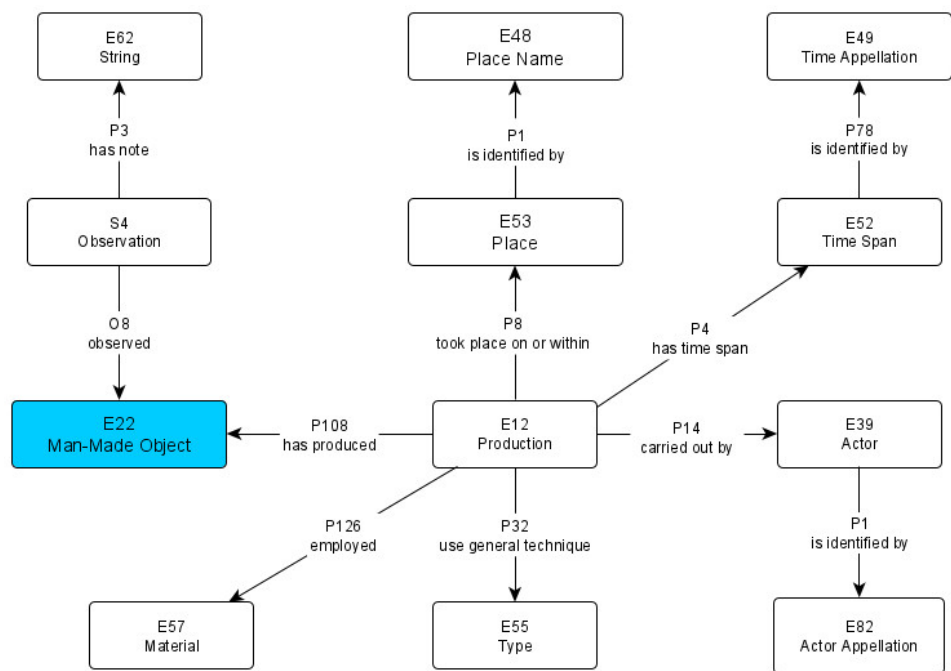 E62
String
E48
Place Name
E49
Time Appellation
P3
has note
P1
is identified by
P78
is identified by
S4
Observation
E53
Place
E52
Time Span
O8
observed
P8
took place on or within
P4
has time span
E22
Man-Made Object
P108
has produced
E12
Production
P14
carried out by
E39
Actor
P126
employed
P32
use general technique
P1
is identified by
E57
Material
E55
Type
E82
Actor Appellation